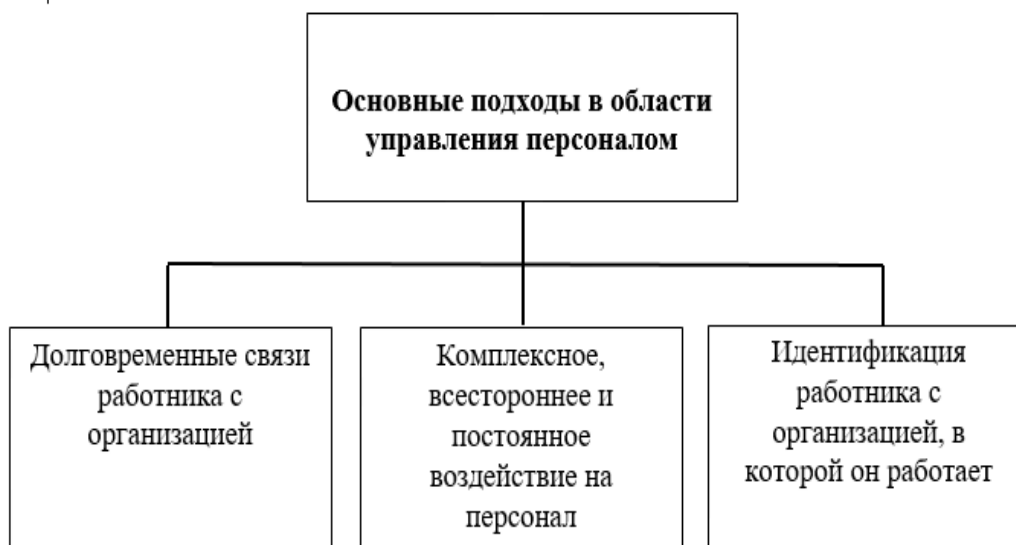 Основные подходы в области
управления персоналом
Долговременные связи
работника с
организацией
Комплексное,
всестороннее и
постоянное
воздействие на
персонал
Идентификация
работника с
организацией, в
которой он работает